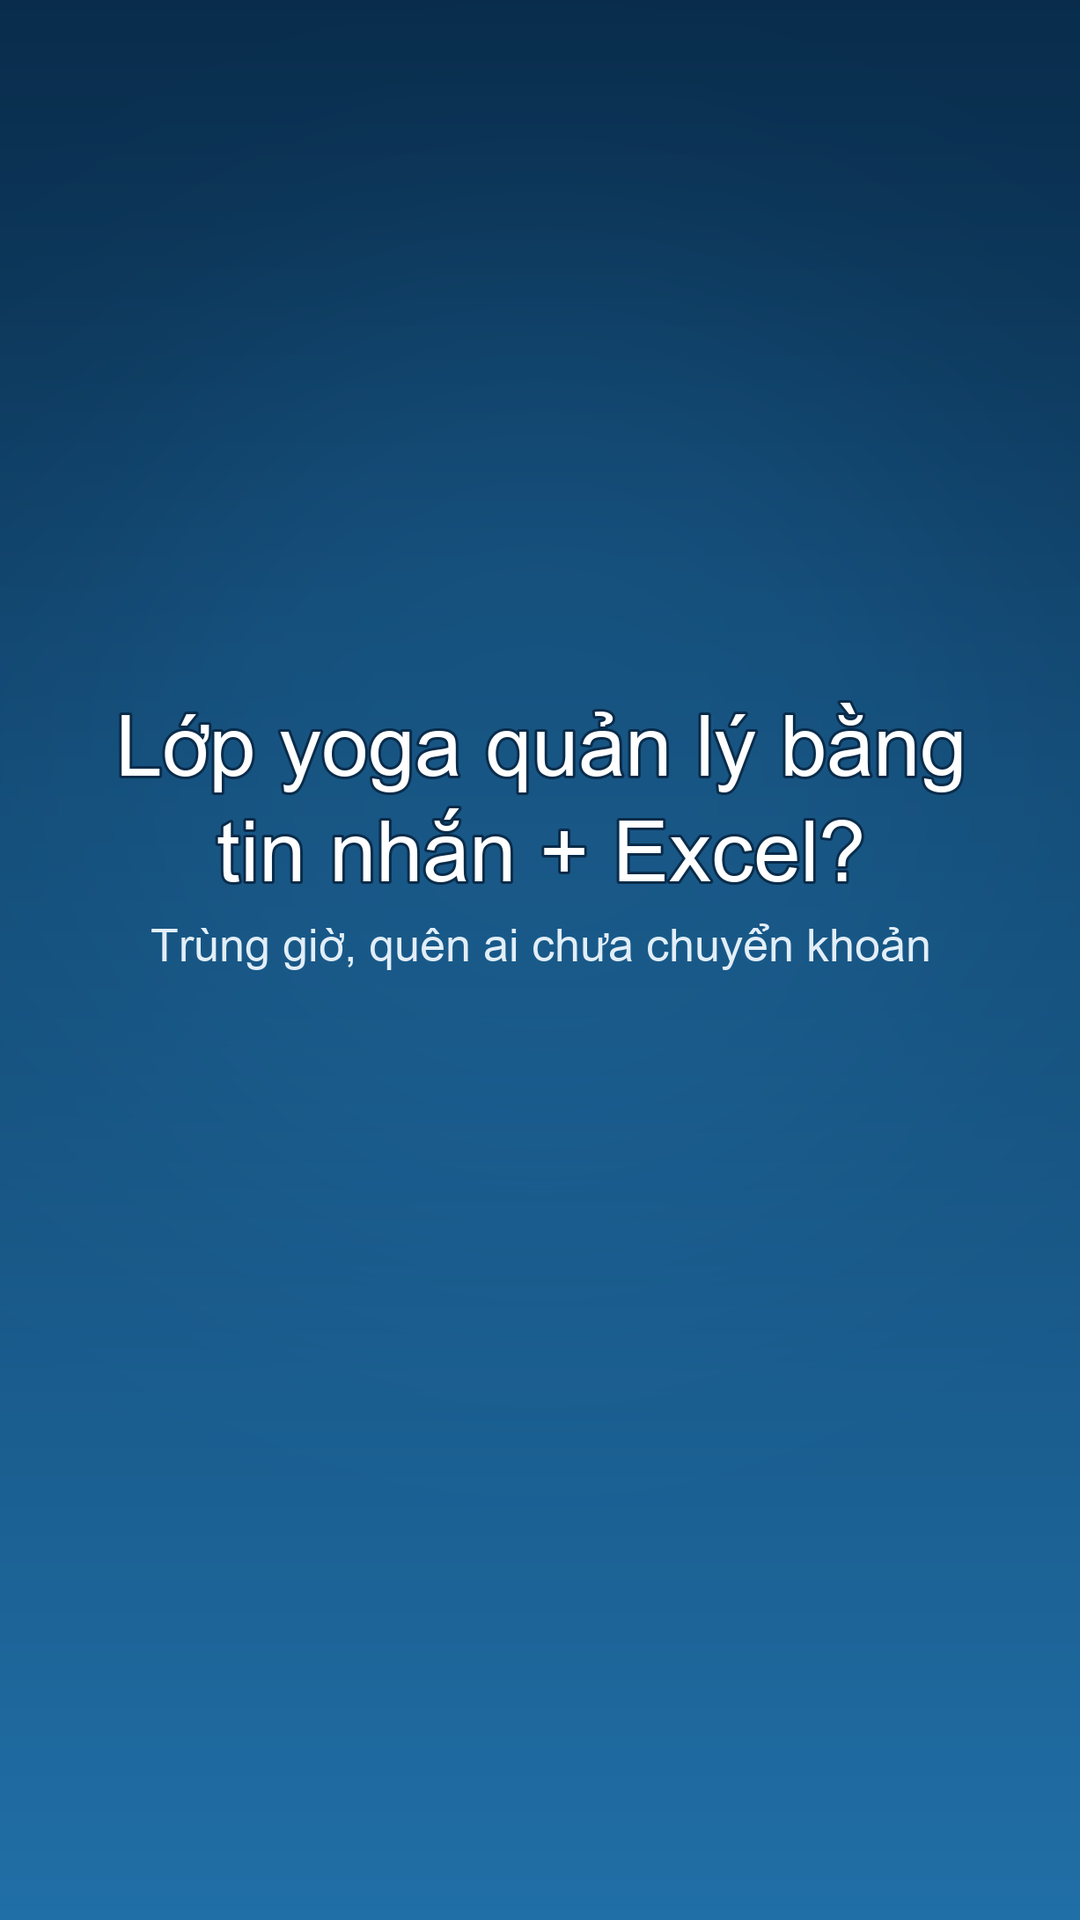 Lớp yoga quản lý bằng
tin nhắn + Excel?
Trùng giờ, quên ai chưa chuyển khoản